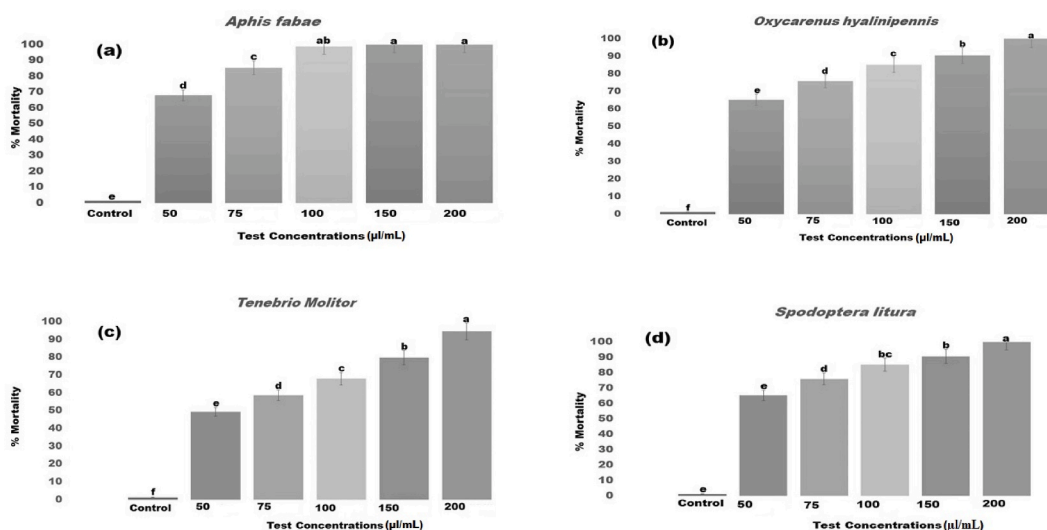 Aphis fabae
(a)
% Mortality
100
90
80
70
60
50
40
30
20
10
0
e
d
c
ab
a
a
Control 50 75 100 150 200
Test Concentrations (µl/mL)
Oxycarenus hyalinipennis
(b)
% Mortality
100
90
80
70
60
50
40
30
20
10
0
f
e
d
c
b
a
Control 50 75 100 150 200
Test Concentrations (µl/mL)
Tenebrio Molitor
(c)
% Mortality
100
90
80
70
60
50
40
30
20
10
0
f
e
d
c
b
a
Control 50 75 100 150 200
Test Concentrations (µl/mL)
Spodoptera litura
(d)
% Mortality
100
90
80
70
60
50
40
30
20
10
0
e
e
d
bc
b
a
Control 50 75 100 150 200
Test Concentrations (µl/mL)